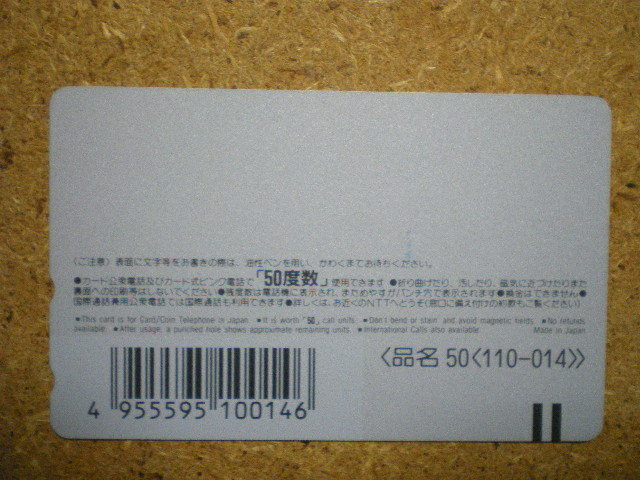 〈ご注意〉表面に文字等をお書きの際は、油性ペンを用い、かわくまでお待ちください。
●カード公衆電話及びカード式ピンク電話で「50度数」使用できます●折り曲げたり、汚したり、磁気に近づけたりまた
裏面への印刷等はしないでください●残度数は電話機に表示され、まためやすがパンチ穴で表示されます●換金はできません●
国際通話兼用公衆電話では国際通話も利用できます●詳しくは、お近くのNTTへどうぞ(窓口に備え付けの約款もご覧ください)
●This card is for Card/Coin Telephone in Japan. ●It is worth "50" call units. ●Don't bend or stain and avoid magnetic fields. ●No refunds
available. ●After usage, a punched hole shows approximate remaining units. ●International Calls also available. Made in Japan
〈品名 50〈110-014〉〉
4 955595 100146